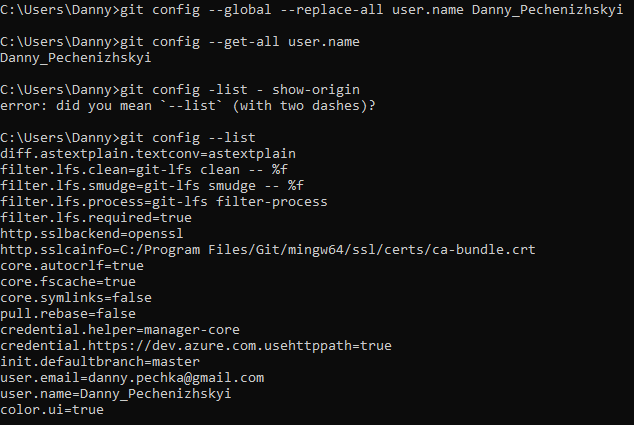 C:\Users\Danny>git config --global --replace-all user.name Danny_Pechenizhskyi
C:\Users\Danny>git config --get-all user.name
Danny_Pechenizhskyi
C:\Users\Danny>git config -list - show-origin
error: did you mean `--list` (with two dashes)?
C:\Users\Danny>git config --list
diff.astextplain.textconv=astextplain
filter.lfs.clean=git-lfs clean -- %f
filter.lfs.smudge=git-lfs smudge -- %f
filter.lfs.process=git-lfs filter-process
filter.lfs.required=true
http.sslbackend=openssl
http.sslcainfo=C:/Program Files/Git/mingw64/ssl/certs/ca-bundle.crt
core.autocrlf=true
core.fscache=true
core.symlinks=false
pull.rebase=false
credential.helper=manager-core
credential.https://dev.azure.com.usehttppath=true
init.defaultbranch=master
user.email=danny.pechka@gmail.com
user.name=Danny_Pechenizhskyi
color.ui=true